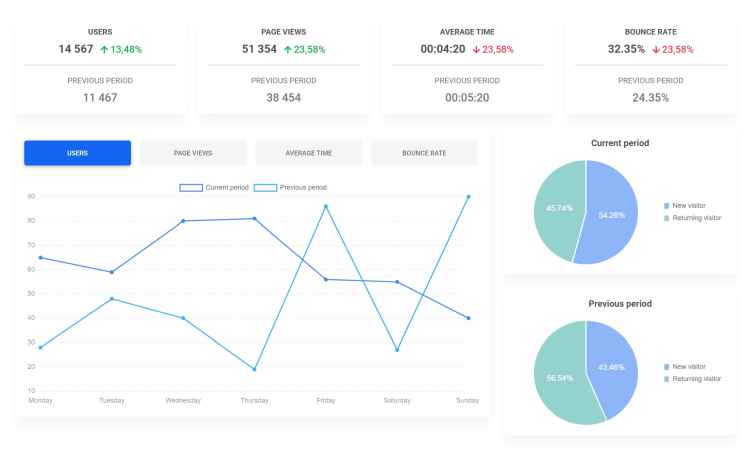 USERS
14 567 13,48%
PREVIOUS PERIOD
11 467
PAGE VIEWS
51 354 23,58%
PREVIOUS PERIOD
38 454
AVERAGE TIME
00:04:20 23,58%
PREVIOUS PERIOD
00:05:20
BOUNCE RATE
32.35% 23,58%
PREVIOUS PERIOD
24.35%
USERS PAGE VIEWS AVERAGE TIME BOUNCE RATE
Current period Previous period
90
80
70
60
50
40
30
20
10
Monday Tuesday Wednesday Thursday Friday Saturday Sunday
Current period
45.74% 54.26%
New visitor
Returning visitor
Previous period
56.54% 43.46%
New visitor
Returning visitor